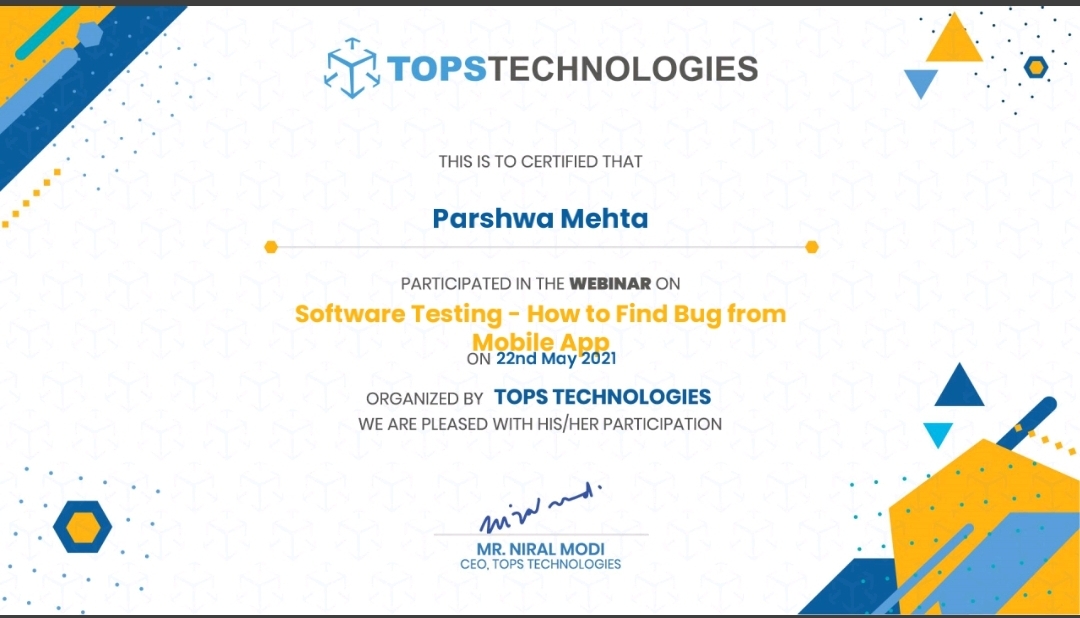 TOPSTECHNOLOGIES
THIS IS TO CERTIFIED THAT
Parshwa Mehta
PARTICIPATED IN THE WEBINAR ON
Software Testing - How to Find Bug from
Mobile App
ON 22nd May 2021
ORGANIZED BY TOPS TECHNOLOGIES
WE ARE PLEASED WITH HIS/HER PARTICIPATION
Niral Modi.
MR. NIRAL MODI
CEO, TOPS TECHNOLOGIES